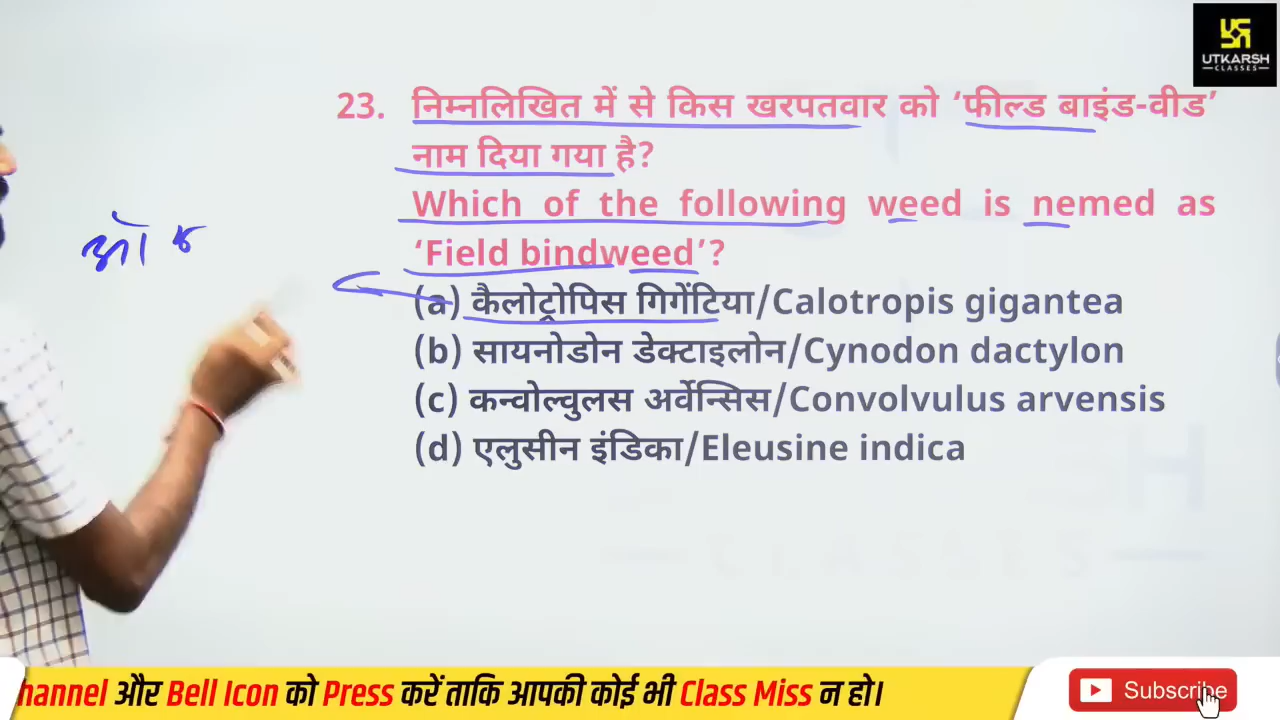 UTKARSH
CLASSES
23. निम्नलिखित में से किस खरपतवार को ‘फील्ड बाइंड-वीड’
नाम दिया गया है?
Which of the following weed is nemed as
‘Field bindweed’?
(a) कैलोट्रोपिस गिगेंटिया/Calotropis gigantea
(b) सायनोडोन डेक्टाइलोन/Cynodon dactylon
(c) कन्वोल्वुलस अर्वेन्सिस/Convolvulus arvensis
(d) एलुसीन इंडिका/Eleusine indica
hannel और Bell Icon को Press करें ताकि आपकी कोई भी Class Miss न हो।
Subscribe